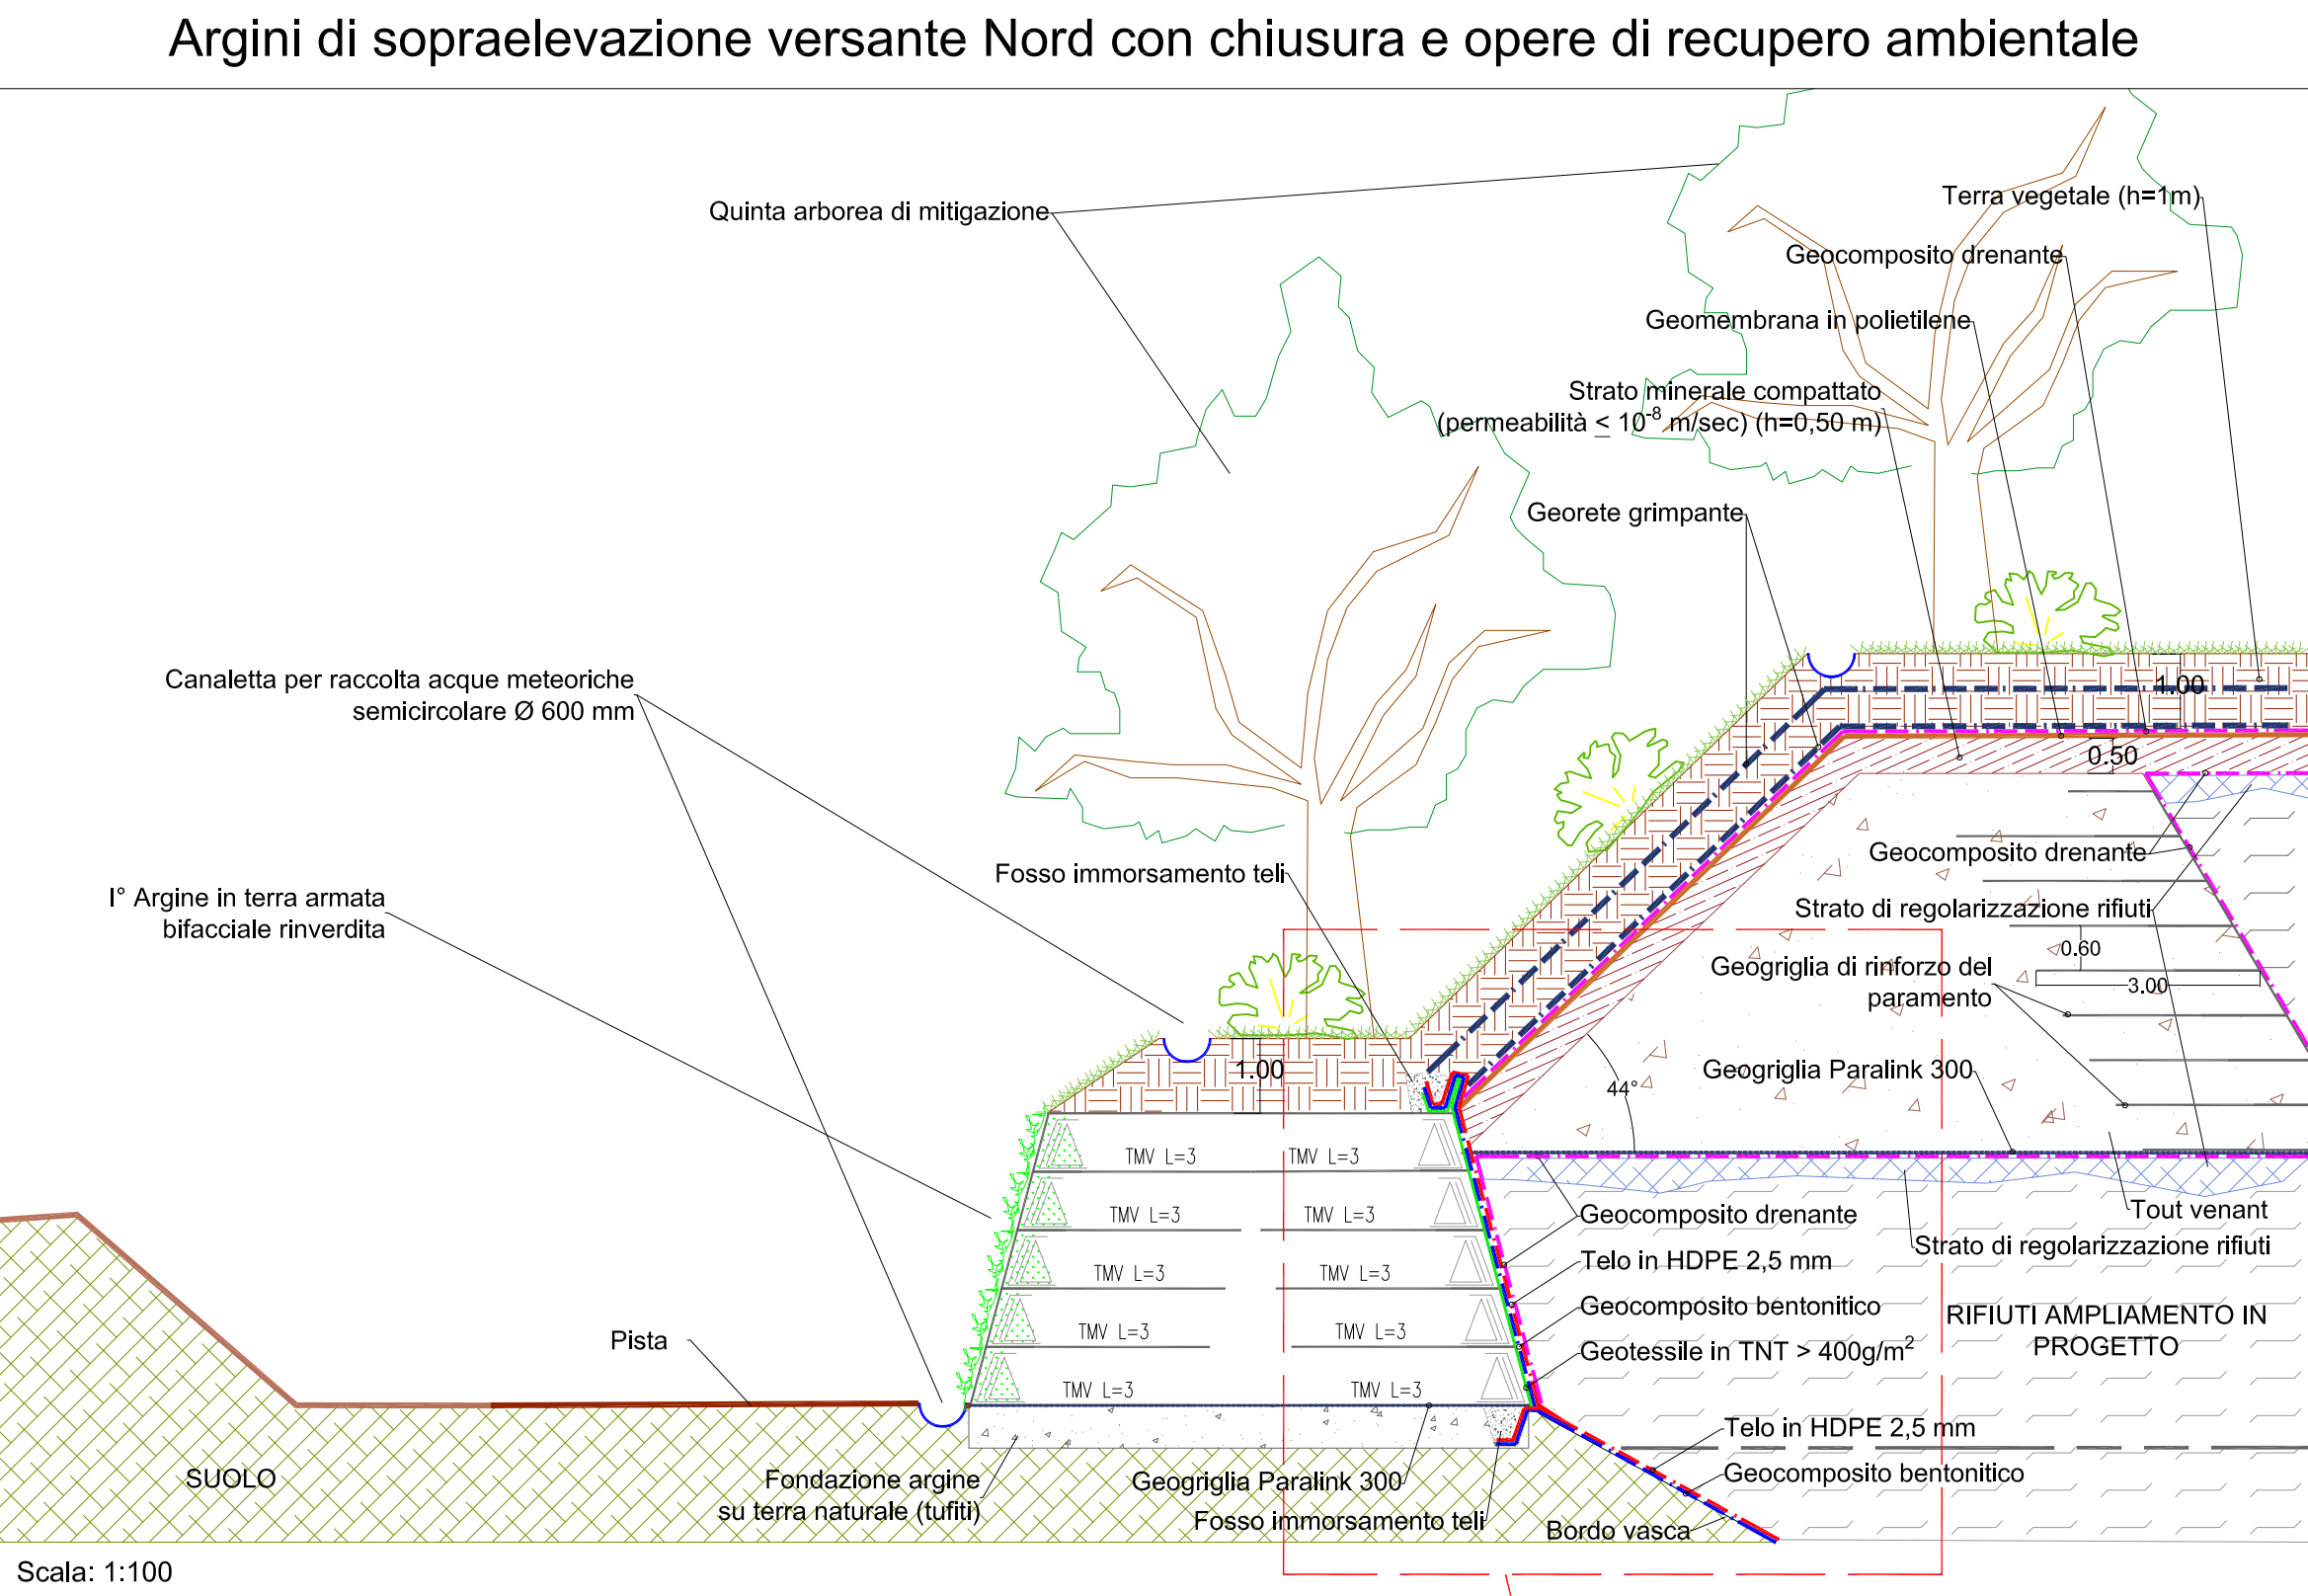 Argini di sopraelevazione versante Nord con chiusura e opere di recupero ambientale
Quinta arborea di mitigazione
Terra vegetale (h=1m)
Geocomposito drenante
Geomembrana in polietilene
Strato minerale compattato
(permeabilità ≤ 10⁻⁸ m/sec) (h=0,50 m)
Georete grimpante
Canaletta per raccolta acque meteoriche
semicircolare Ø 600 mm
1.00
0.50
Fosso immorsamento teli
Geocomposito drenante
I° Argine in terra armata
bifacciale rinverdita
Strato di regolarizzazione rifiuti
0.60
Geogriglia di rinforzo del
paramento
3.00
1.00
44°
Geogriglia Paralink 300
TMV L=3
TMV L=3
TMV L=3
TMV L=3
TMV L=3
TMV L=3
TMV L=3
TMV L=3
TMV L=3
TMV L=3
Geocomposito drenante
Tout venant
Strato di regolarizzazione rifiuti
Telo in HDPE 2,5 mm
Geocomposito bentonitico
RIFIUTI AMPLIAMENTO IN
PROGETTO
Geotessile in TNT > 400g/m²
Pista
Telo in HDPE 2,5 mm
Geocomposito bentonitico
SUOLO
Fondazione argine
su terra naturale (tufiti)
Geogriglia Paralink 300
Fosso immorsamento teli
Bordo vasca
Scala: 1:100